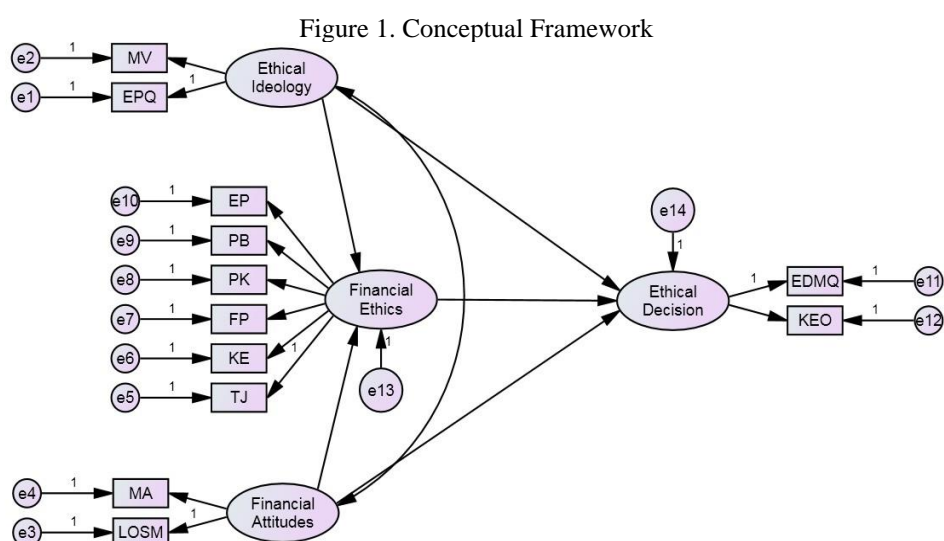 Figure 1. Conceptual Framework
e2
1
MV
Ethical
Ideology
e1
1
EPQ
1
e10
1
EP
e9
1
PB
e8
1
PK
e7
1
FP
e6
1
KE
1
e5
1
TJ
Financial
Ethics
1
e13
e14
1
Ethical
Decision
1
EDMQ
1
e11
KEO
1
e12
e4
1
MA
Financial
Attitudes
e3
1
LOSM
1